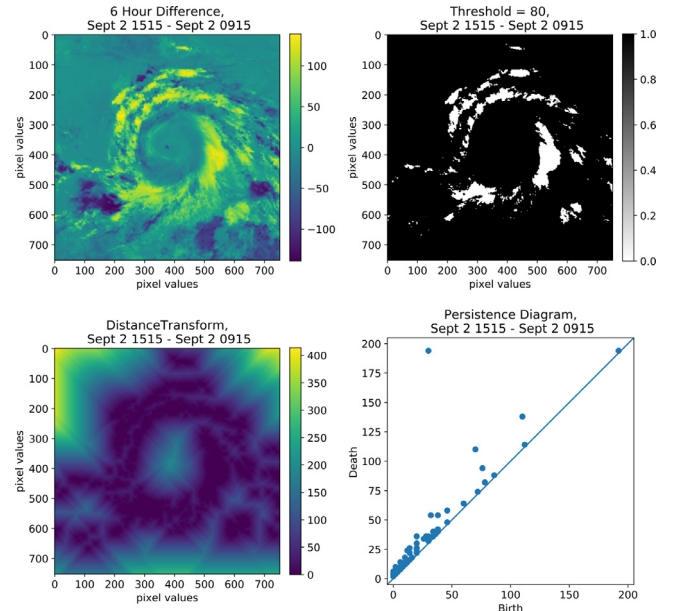 6 Hour Difference,
Sept 2 1515 - Sept 2 0915
0
100
200
300
400
500
600
700
pixel values
0 100 200 300 400 500 600 700
pixel values
100
50
0
−50
−100
Threshold = 80,
Sept 2 1515 - Sept 2 0915
0
100
200
300
400
500
600
700
pixel values
0 100 200 300 400 500 600 700
pixel values
1.0
0.8
0.6
0.4
0.2
0.0
DistanceTransform,
Sept 2 1515 - Sept 2 0915
0
100
200
300
400
500
600
700
pixel values
0 100 200 300 400 500 600 700
pixel values
400
350
300
250
200
150
100
50
0
Persistence Diagram,
Sept 2 1515 - Sept 2 0915
200
175
150
125
100
75
50
25
0
Death
0 50 100 150 200
Birth